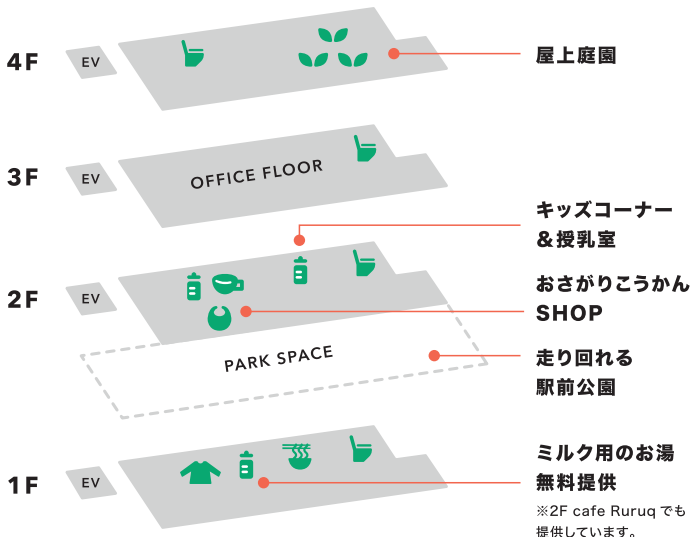 4F
EV
屋上庭園
3F
EV
OFFICE FLOOR
キッズコーナー
&授乳室
2F
EV
おさがりこうかん
SHOP
PARK SPACE
走り回れる
駅前公園
1F
EV
ミルク用のお湯
無料提供
※2F cafe Ruruq でも
提供しています。